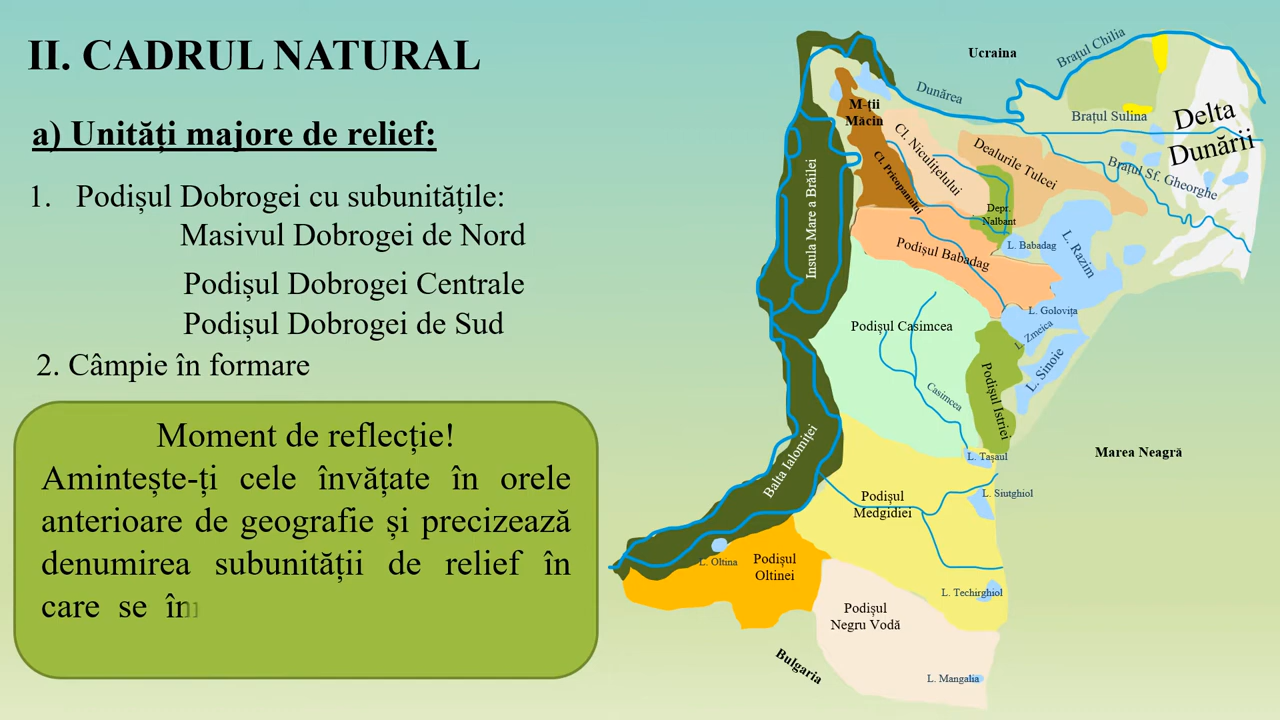 II. CADRUL NATURAL
a) Unități majore de relief:
1. Podișul Dobrogei cu subunitățile:
Masivul Dobrogei de Nord
Podișul Dobrogei Centrale
Podișul Dobrogei de Sud
2. Câmpie în formare
Moment de reflecție!
Amintește-ți cele învățate în orele
anterioare de geografie și precizează
denumirea subunității de relief în
care se
Ucraina
Brațul Chilia
Dunărea
M-ții
Măcin
Brațul Sulina
Delta
Dunării
Cl. Niculițelului
Dealurile Tulcei
Brațul Sf. Gheorghe
Cl. Pricopanului
Insula Mare a Brăilei
Depr.
Nalbant
Podișul Babadag
L. Babadag
L. Razim
L. Golovița
Podișul Casimcea
L. Zmeica
L. Sinoie
Podișul Istriei
Casimcea
Marea Neagră
L. Tașaul
Balta Ialomiței
L. Siutghiol
Podișul
Medgidiei
L. Oltina
Podișul
Oltinei
L. Techirghiol
Podișul
Negru Vodă
Bulgaria
L. Mangalia